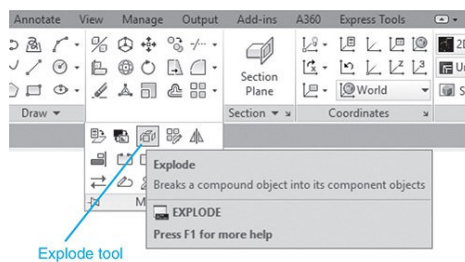 Annotate View Manage Output Add-ins A360 Express Tools
2D
Section
Plane
World
Draw Section Coordinates
Explode
Breaks a compound object into its component objects
EXPLODE
Press F1 for more help
Explode tool